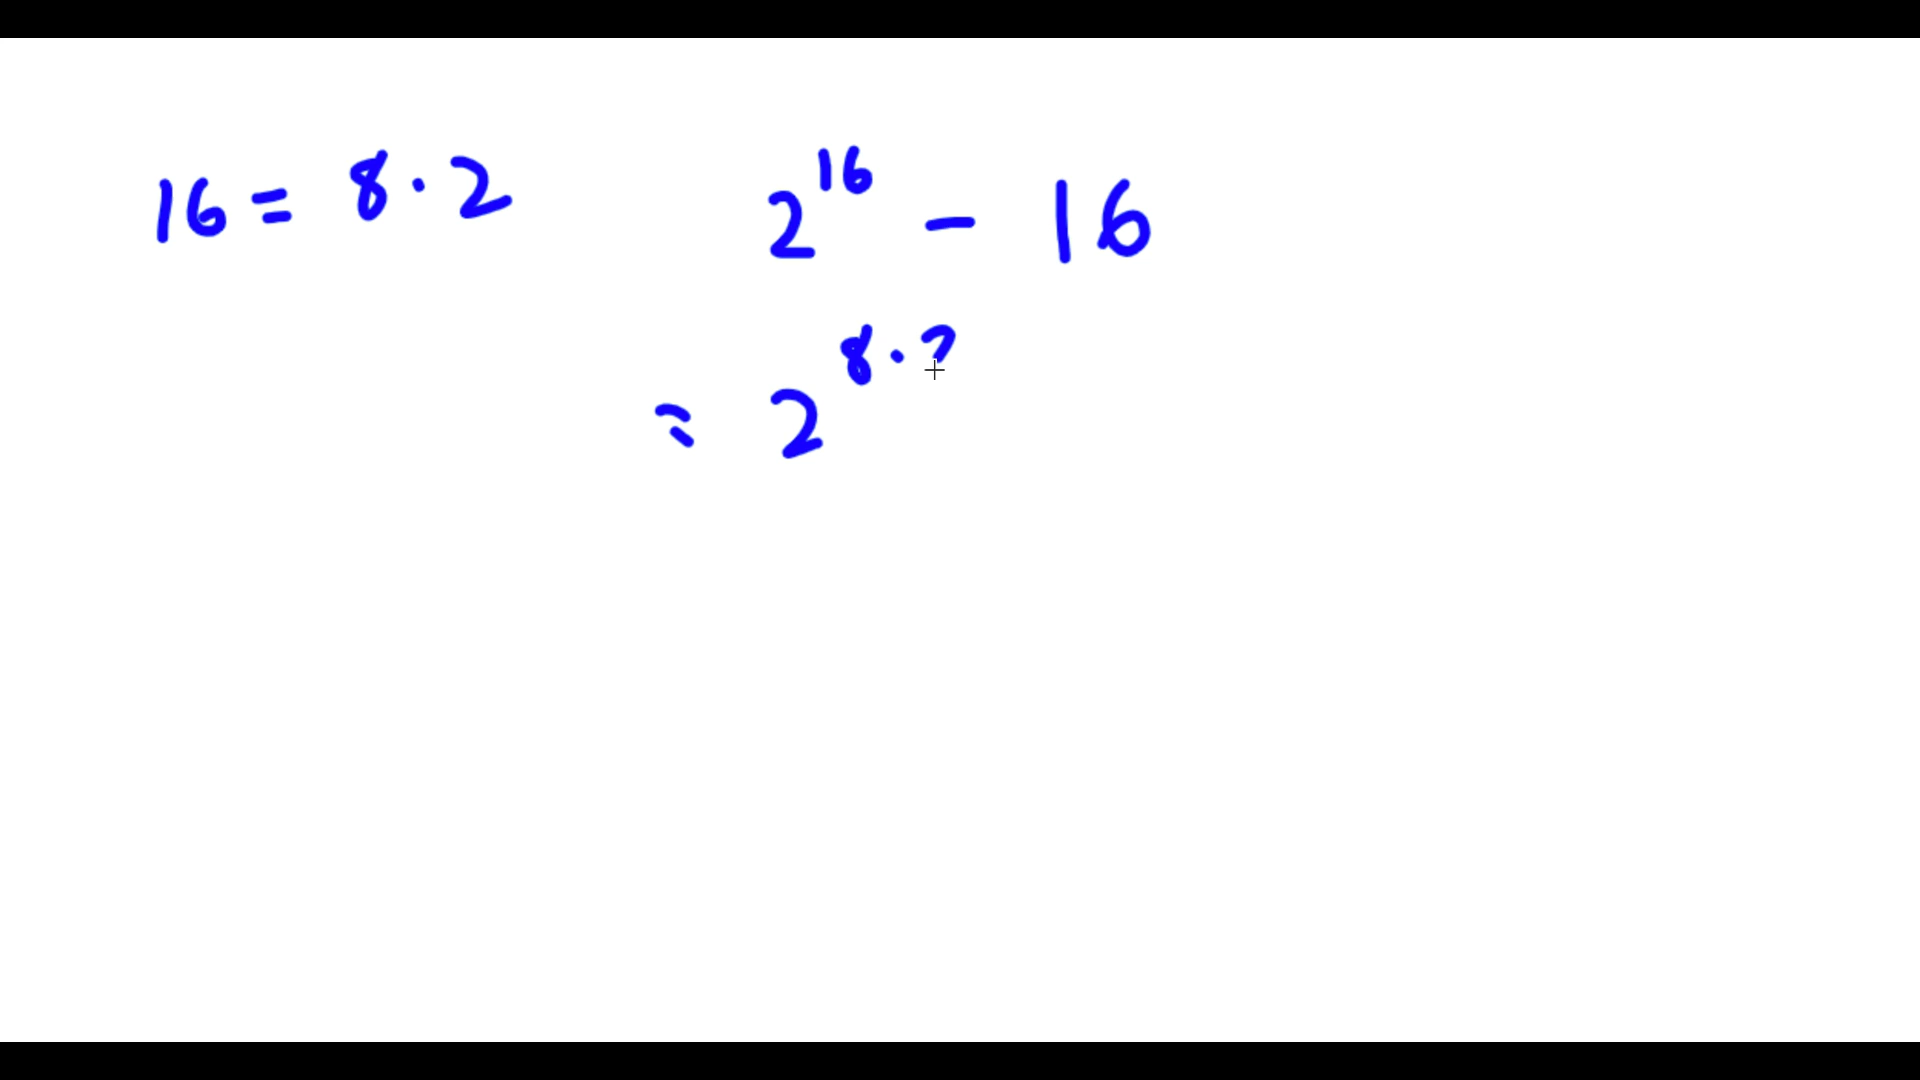 16 = 8 · 2
2^16 - 16
= 2^8 · 2